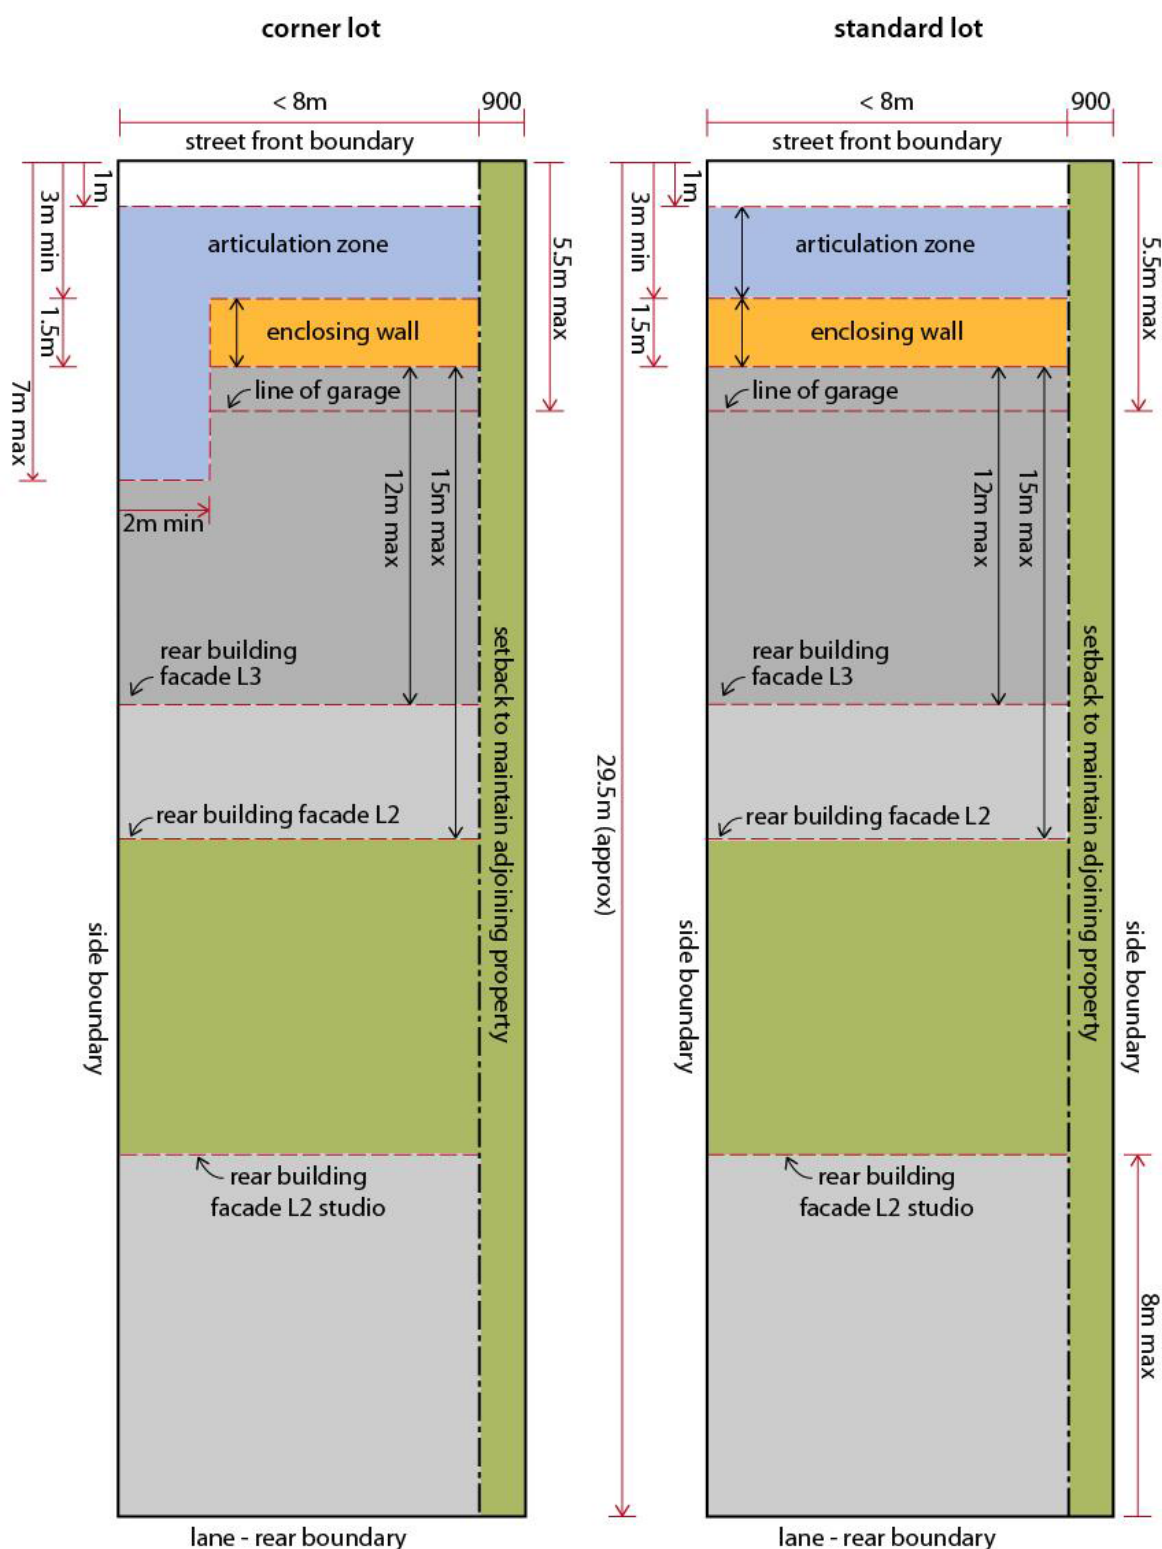 corner lot
< 8m
900
street front boundary
1m
3m min
1.5m
7m max
5.5m max
articulation zone
enclosing wall
line of garage
2m min
12m max
15m max
rear building
facade L3
rear building facade L2
setback to maintain adjoining property
side boundary
rear building
facade L2 studio
lane - rear boundary
standard lot
< 8m
900
street front boundary
1m
3m min
1.5m
29.5m (approx)
5.5m max
articulation zone
enclosing wall
line of garage
12m max
15m max
rear building
facade L3
rear building facade L2
setback to maintain adjoining property
side boundary
side boundary
rear building
facade L2 studio
8m max
lane - rear boundary